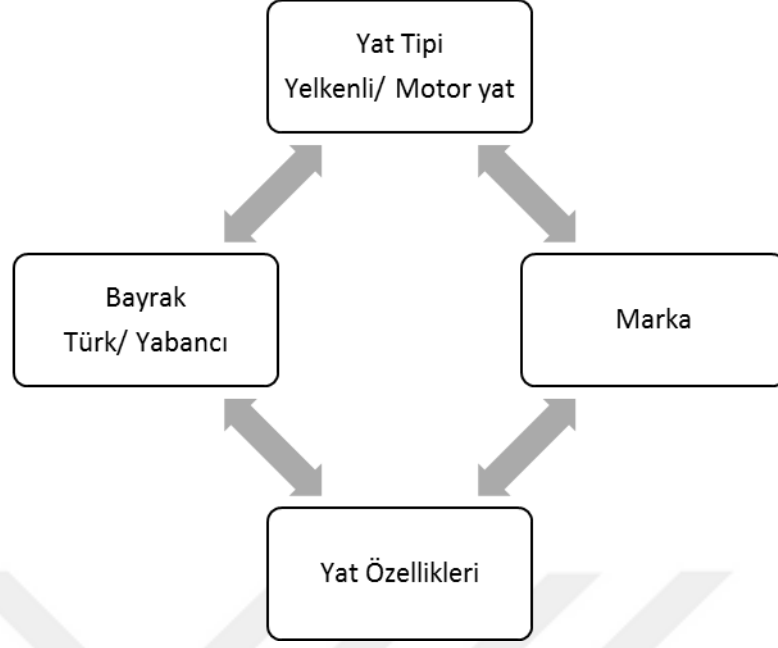 Yat Tipi
Yelkenli/ Motor yat
Bayrak
Türk/ Yabancı
Marka
Yat Özellikleri